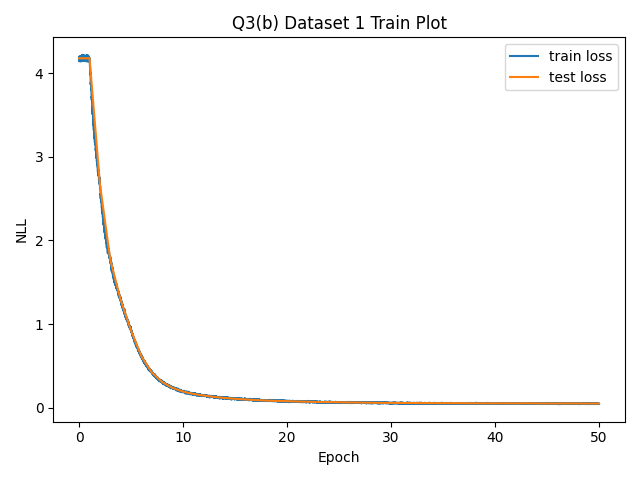 Q3(b) Dataset 1 Train Plot
train loss
test loss
4
3
2
1
0
NLL
0 10 20 30 40 50
Epoch